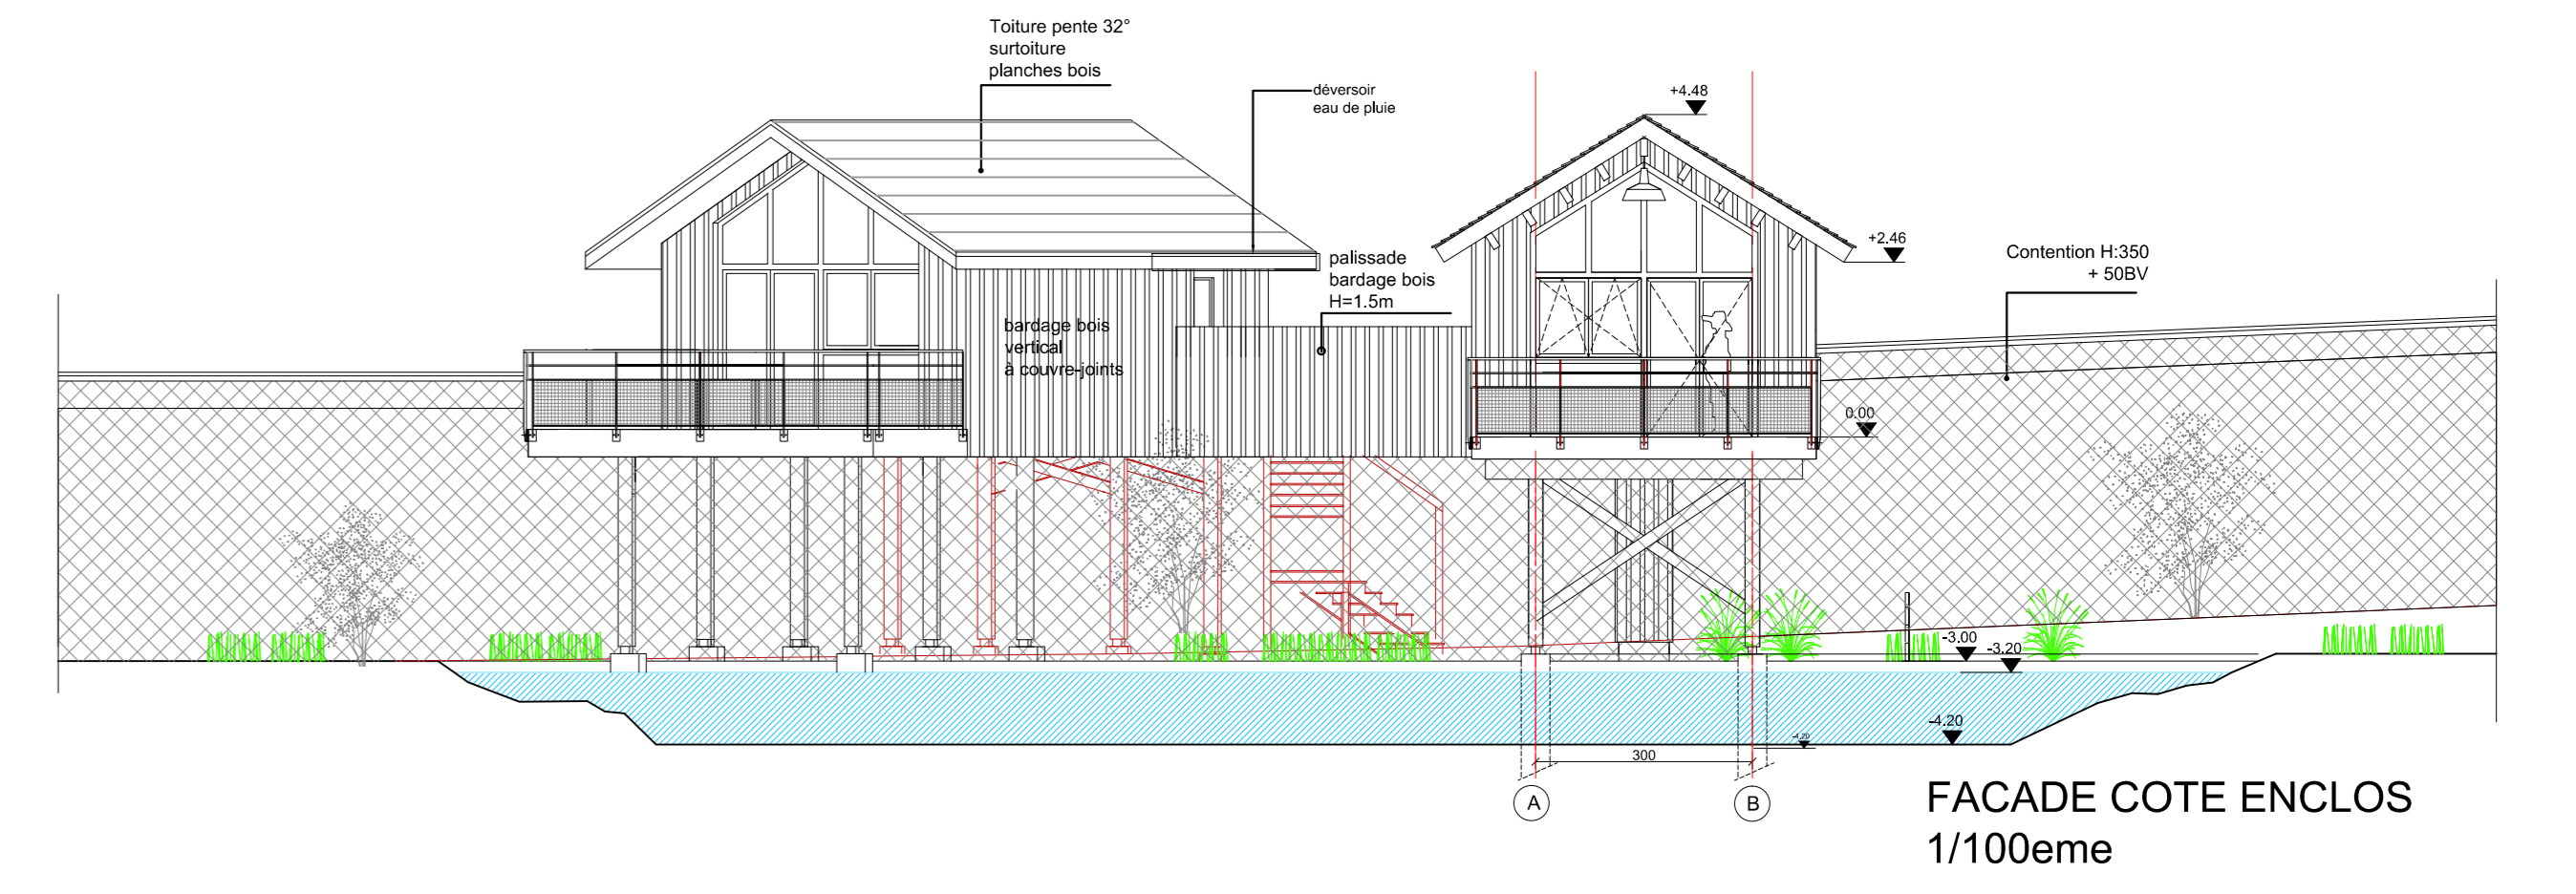 Toiture pente 32°
surtoiture
planches bois
déversoir
eau de pluie
+4.48
+2.46
palissade
bardage bois
H=1.5m
Contention H:350
+ 50BV
bardage bois
vertical
à couvre-joints
0.00
-3.00
-3.20
-4.20
-4.20
300
A
B
FACADE COTE ENCLOS
1/100eme